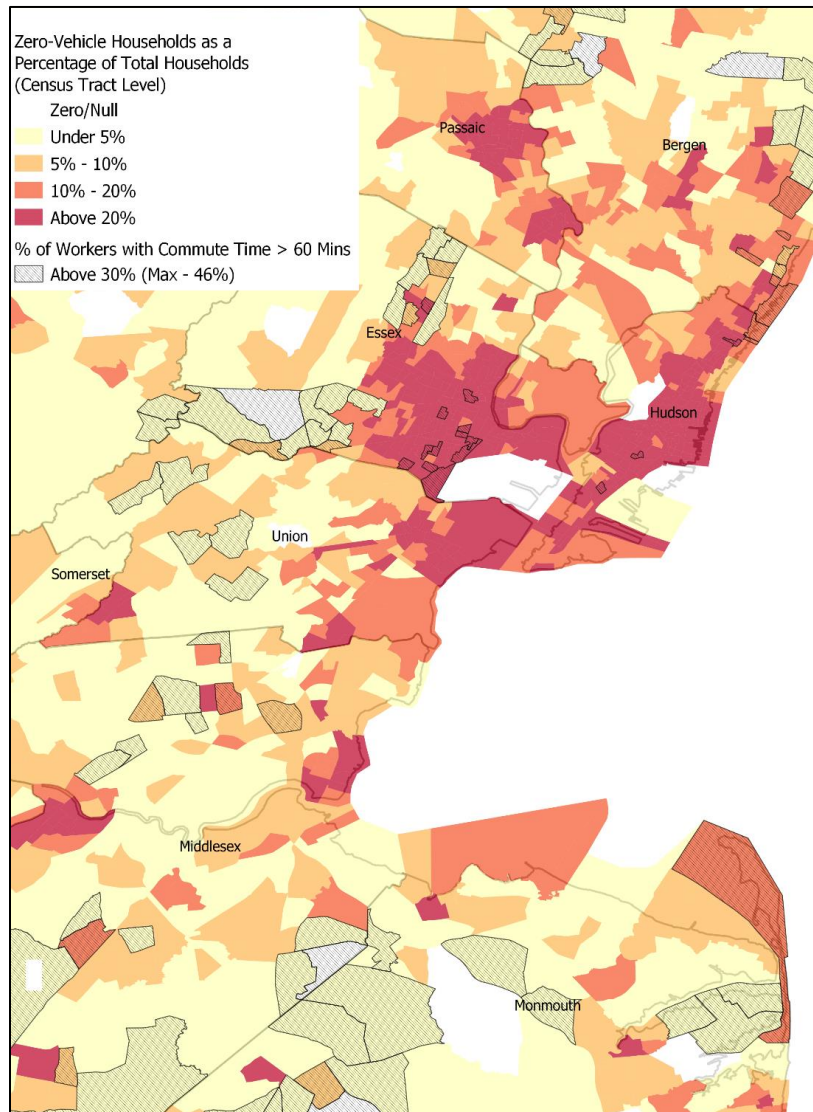 Zero-Vehicle Households as a
Percentage of Total Households
(Census Tract Level)
Zero/Null
Under 5%
5% - 10%
10% - 20%
Above 20%
% of Workers with Commute Time > 60 Mins
Above 30% (Max - 46%)
Passaic
Bergen
Essex
Hudson
Union
Somerset
Middlesex
Monmouth